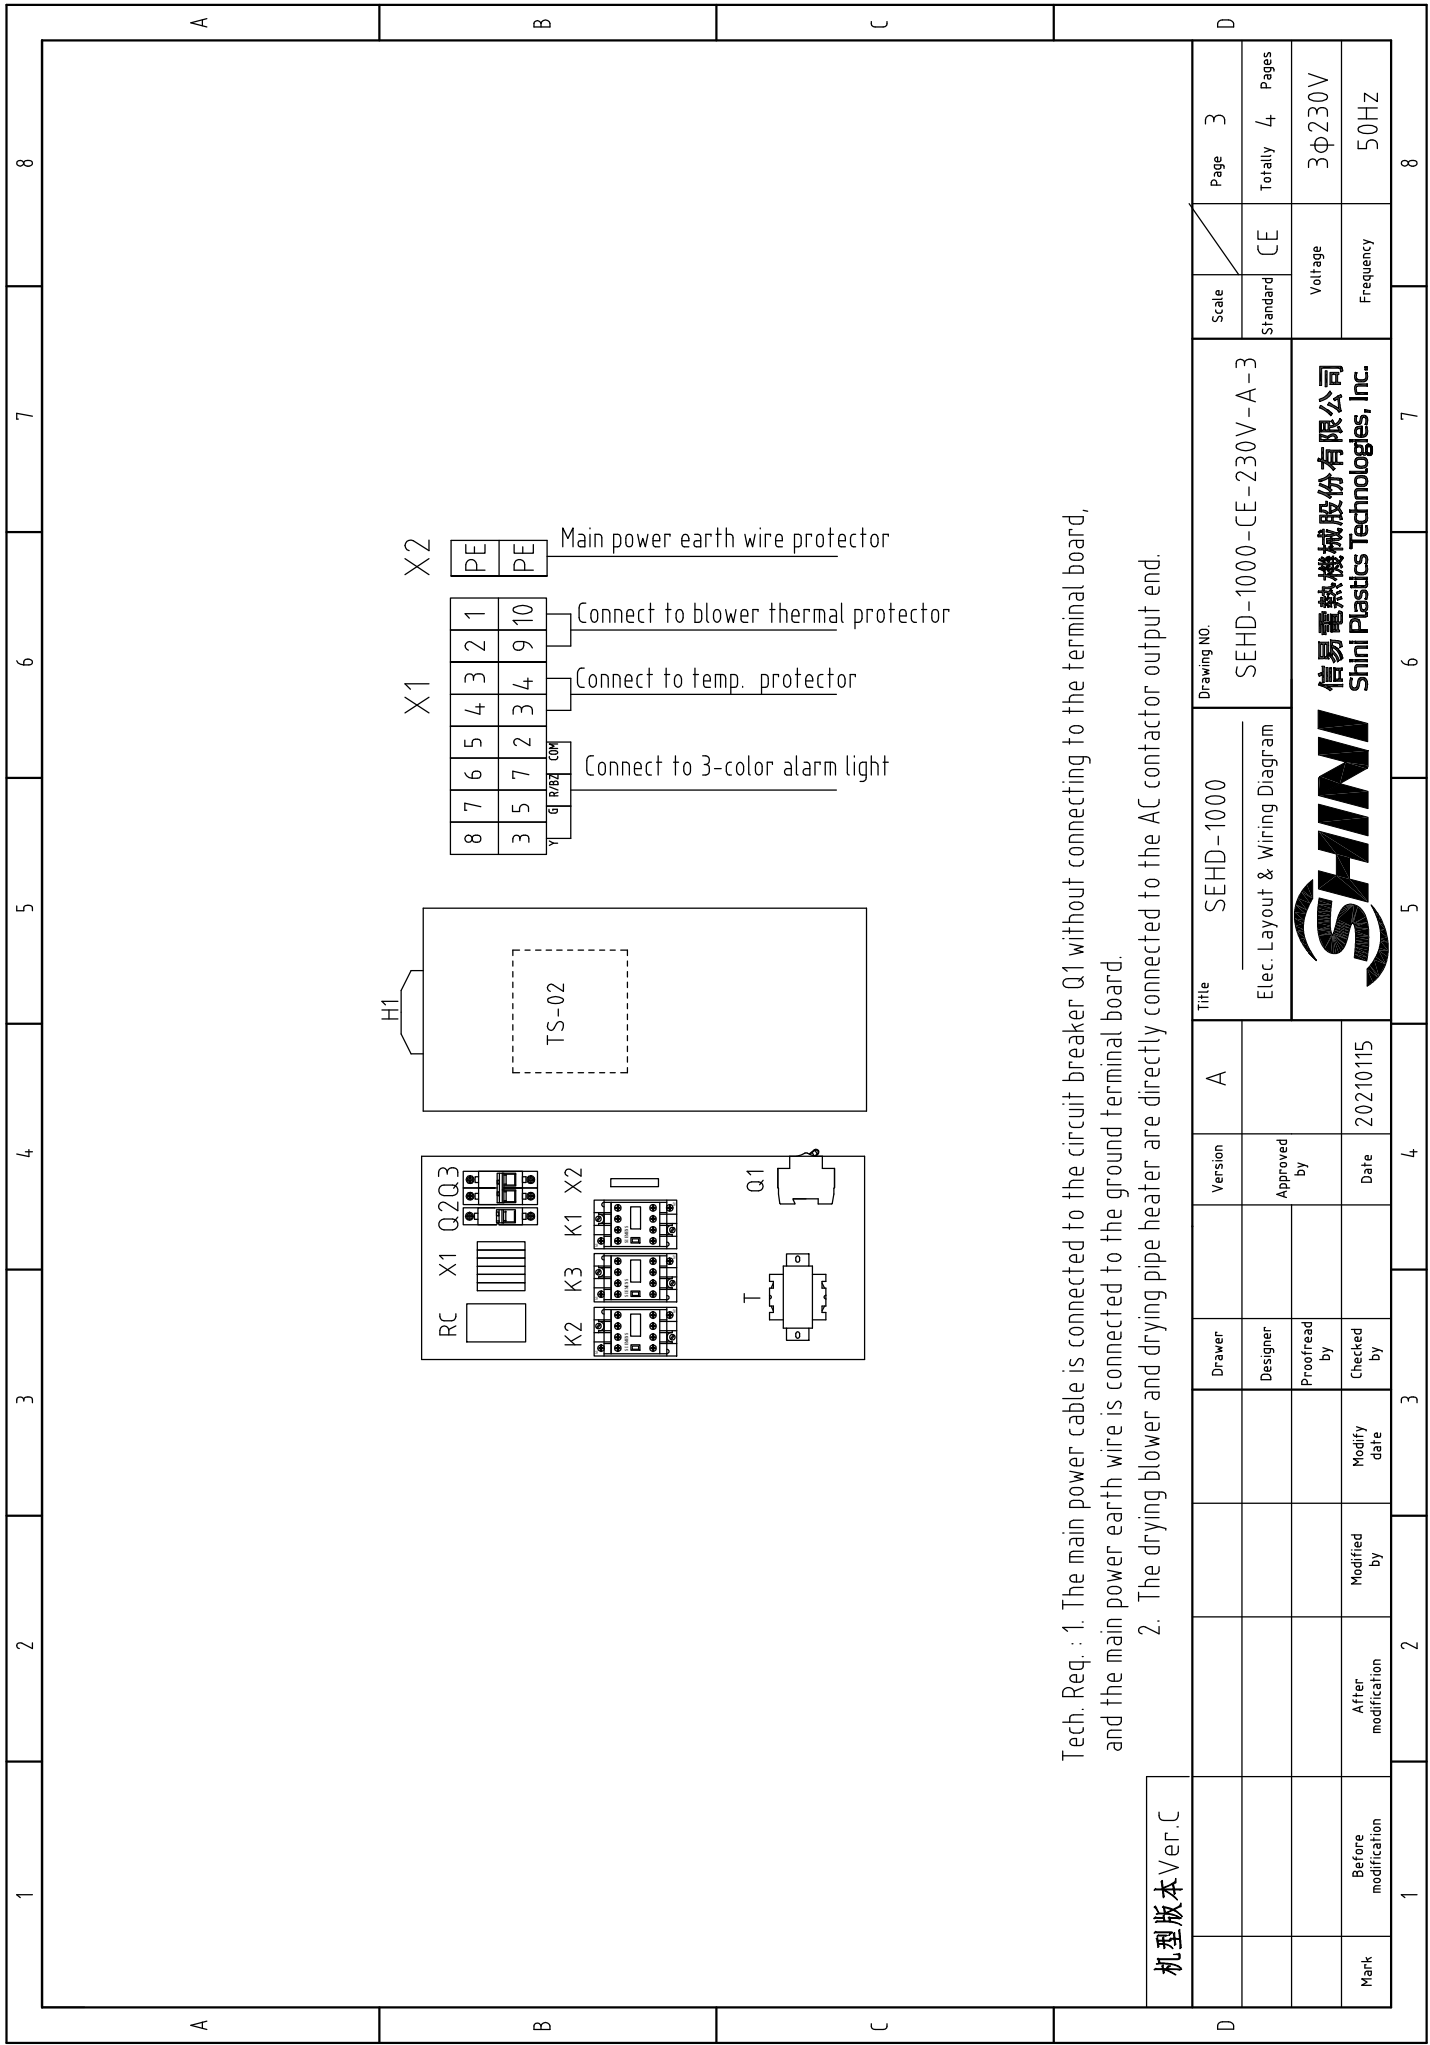 1 2 3 4 5 6 7 8
A A
H1
X1 X2
RC X1 Q2Q3
8 7 6 5 4 3 2 1 PE
3 5 7 2 3 4 9 10 PE
Y G R/BZ COM
B B
TS-02
K2 K3 K1 X2
Connect to 3-color alarm light
Connect to temp. protector
Connect to blower thermal protector
Main power earth wire protector
T Q1
C C
Tech. Req. : 1. The main power cable is connected to the circuit breaker Q1 without connecting to the terminal board,
and the main power earth wire is connected to the ground terminal board.
2. The drying blower and drying pipe heater are directly connected to the AC contactor output end.
机型版本Ver.C
D D
Drawer
Version A
Title
SEHD-1000
Elec. Layout & Wiring Diagram
Drawing NO.
SEHD-1000-CE-230V-A-3
Scale
Page 3
Designer
Approved
by
Standard CE
Totally 4 Pages
Proofread
by
SHINI
信易電熱機械股份有限公司
Shini Plastics Technologies, Inc.
Voltage 3ф230V
Mark
Before
modification
After
modification
Modified
by
Modify
date
Checked
by
Date 20210115
Frequency 50HZ
1 2 3 4 5 6 7 8